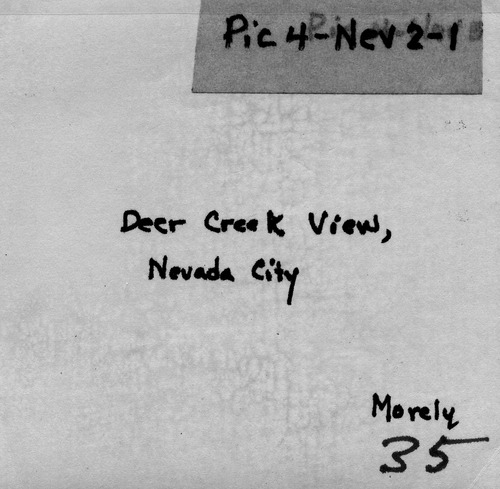 Pic 4-Nev 2-1
Deer Creek View,
Nevada City
Morely
35